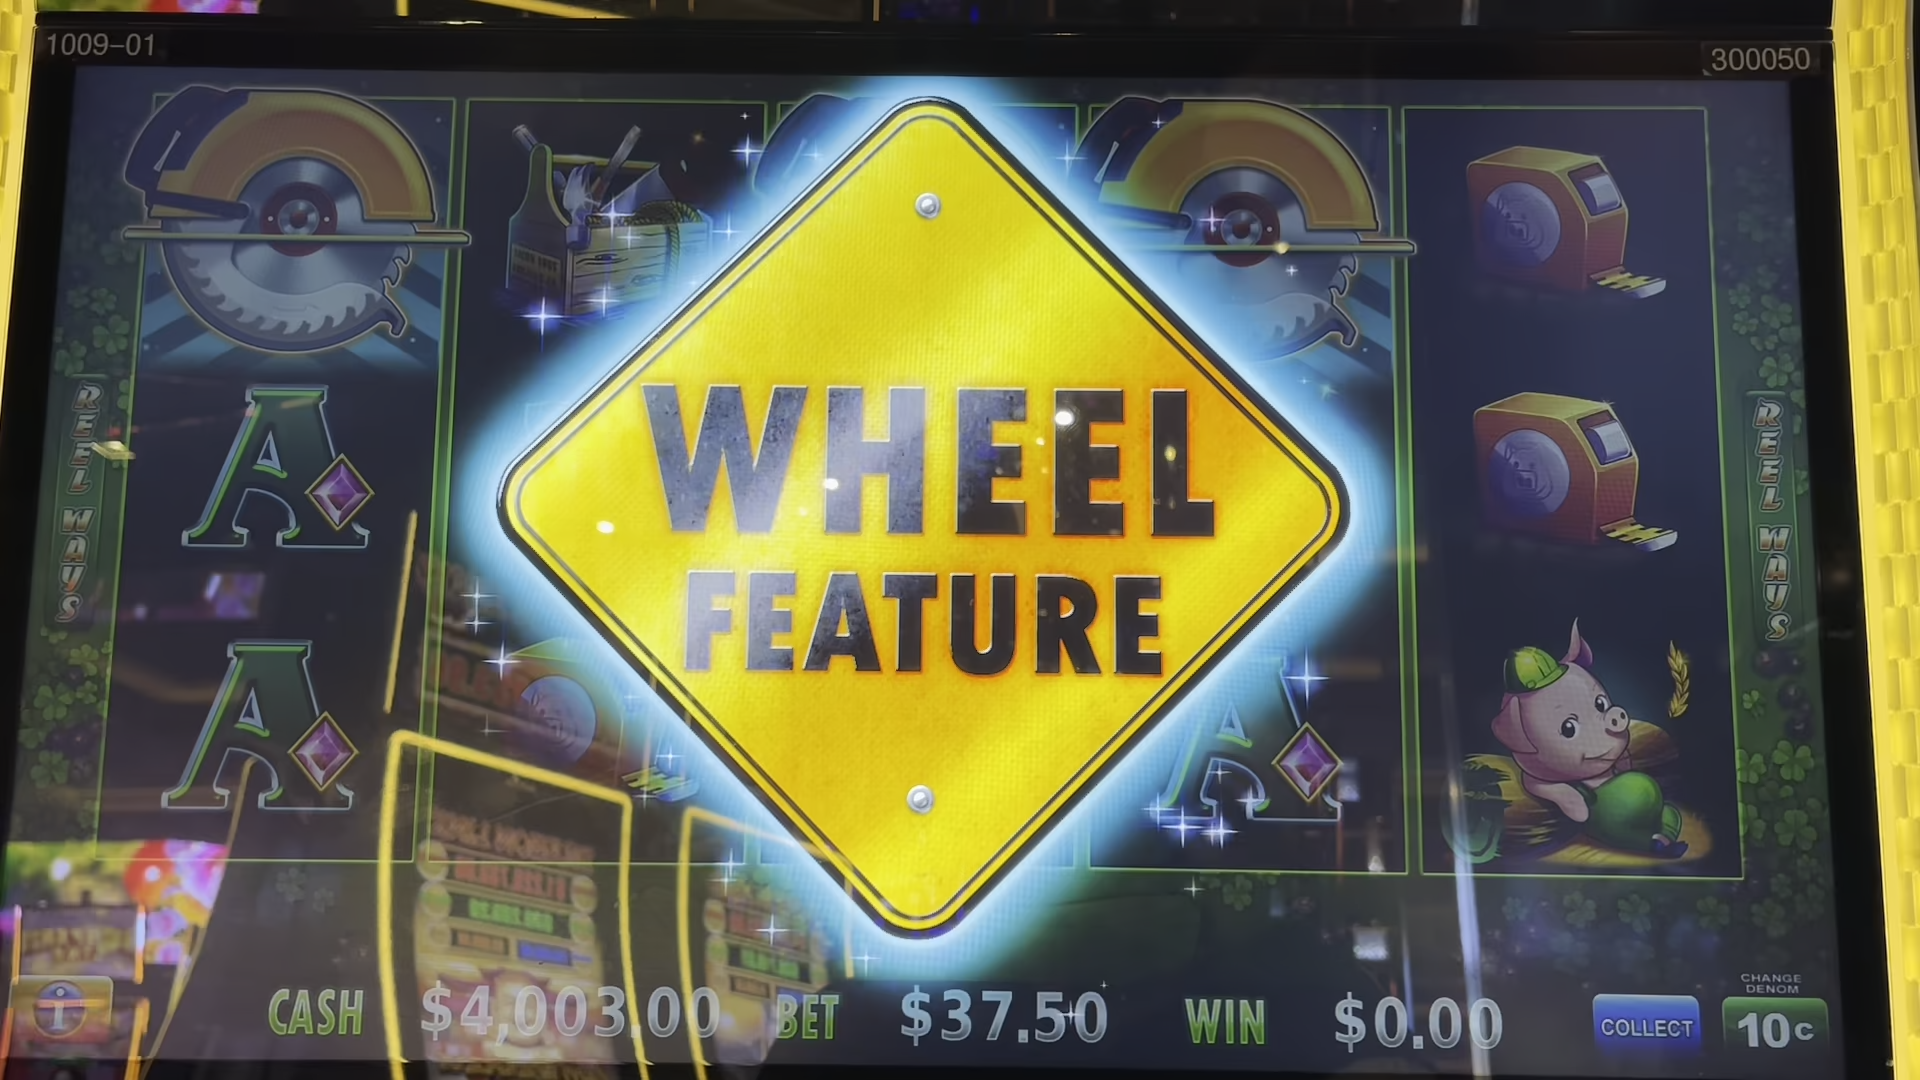 1009-01
300050
REEL WAYS
WHEEL
FEATURE
REEL WAYS
CASH $4,003.00 BET $37.50 WIN $0.00
COLLECT
CHANGE
DENOM
10¢